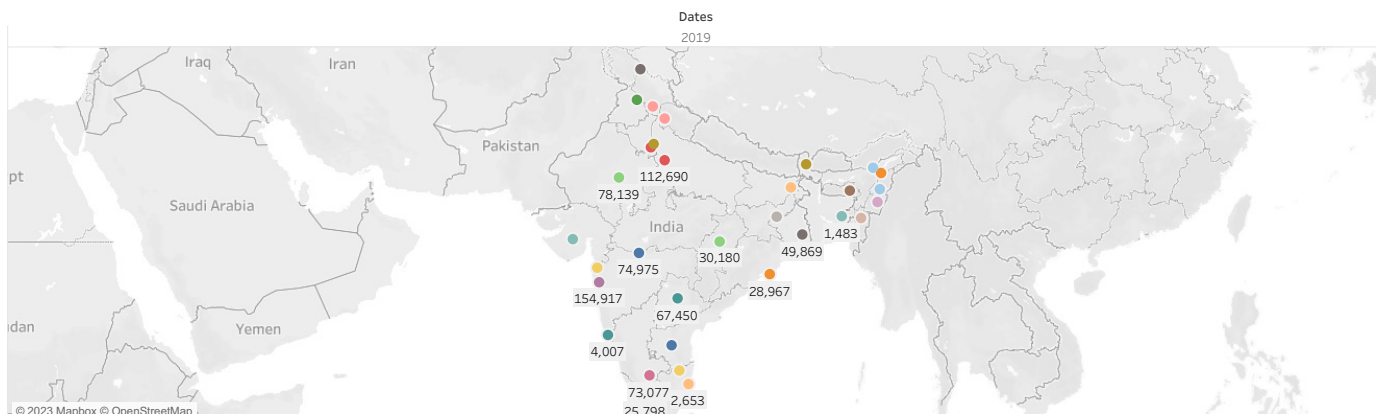 Dates
2019
Iraq
Iran
Pakistan
pt
112,690
78,139
Saudi Arabia
India
1,483
49,869
30,180
74,975
28,967
154,917
67,450
dan
Yemen
4,007
73,077
2,653
25,798
© 2023 Mapbox © OpenStreetMap